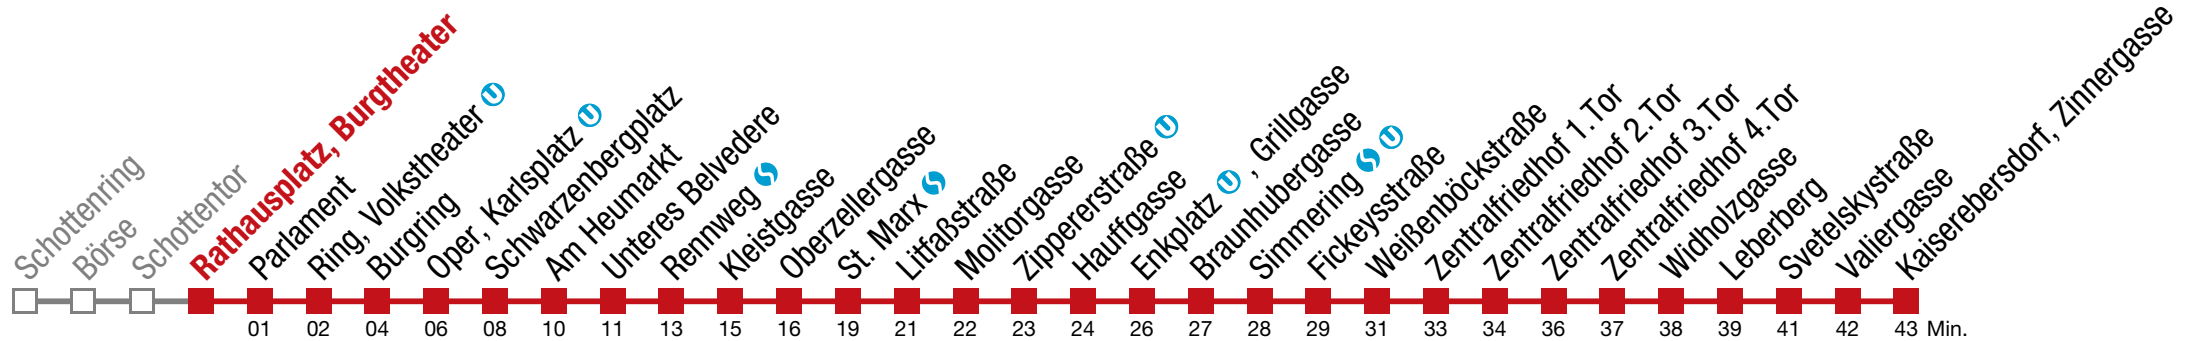 Schottenring
Börse
Schottentor
Rathausplatz, Burgtheater
Parlament
Ring, Volkstheater U
Burgring
Oper, Karlsplatz U
Schwarzenbergplatz
Am Heumarkt
Unteres Belvedere
Rennweg S
Kleistgasse
Oberzellergasse
St. Marx S
Litfaßstraße
Molitorgasse
Zippererstraße U
Hauffgasse
Enkplatz U, Grillgasse
Braunhubergasse
Simmering S U
Fickeysstraße
Weißenböckstraße
Zentralfriedhof 1.Tor
Zentralfriedhof 2.Tor
Zentralfriedhof 3.Tor
Zentralfriedhof 4.Tor
Widholzgasse
Leberberg
Svetelskystraße
Valiergasse
Kaiserebersdorf, Zinnergasse
01 02 04 06 08 10 11 13 15 16 19 21 22 23 24 26 27 28 29 31 33 34 36 37 38 39 41 42 43 Min.